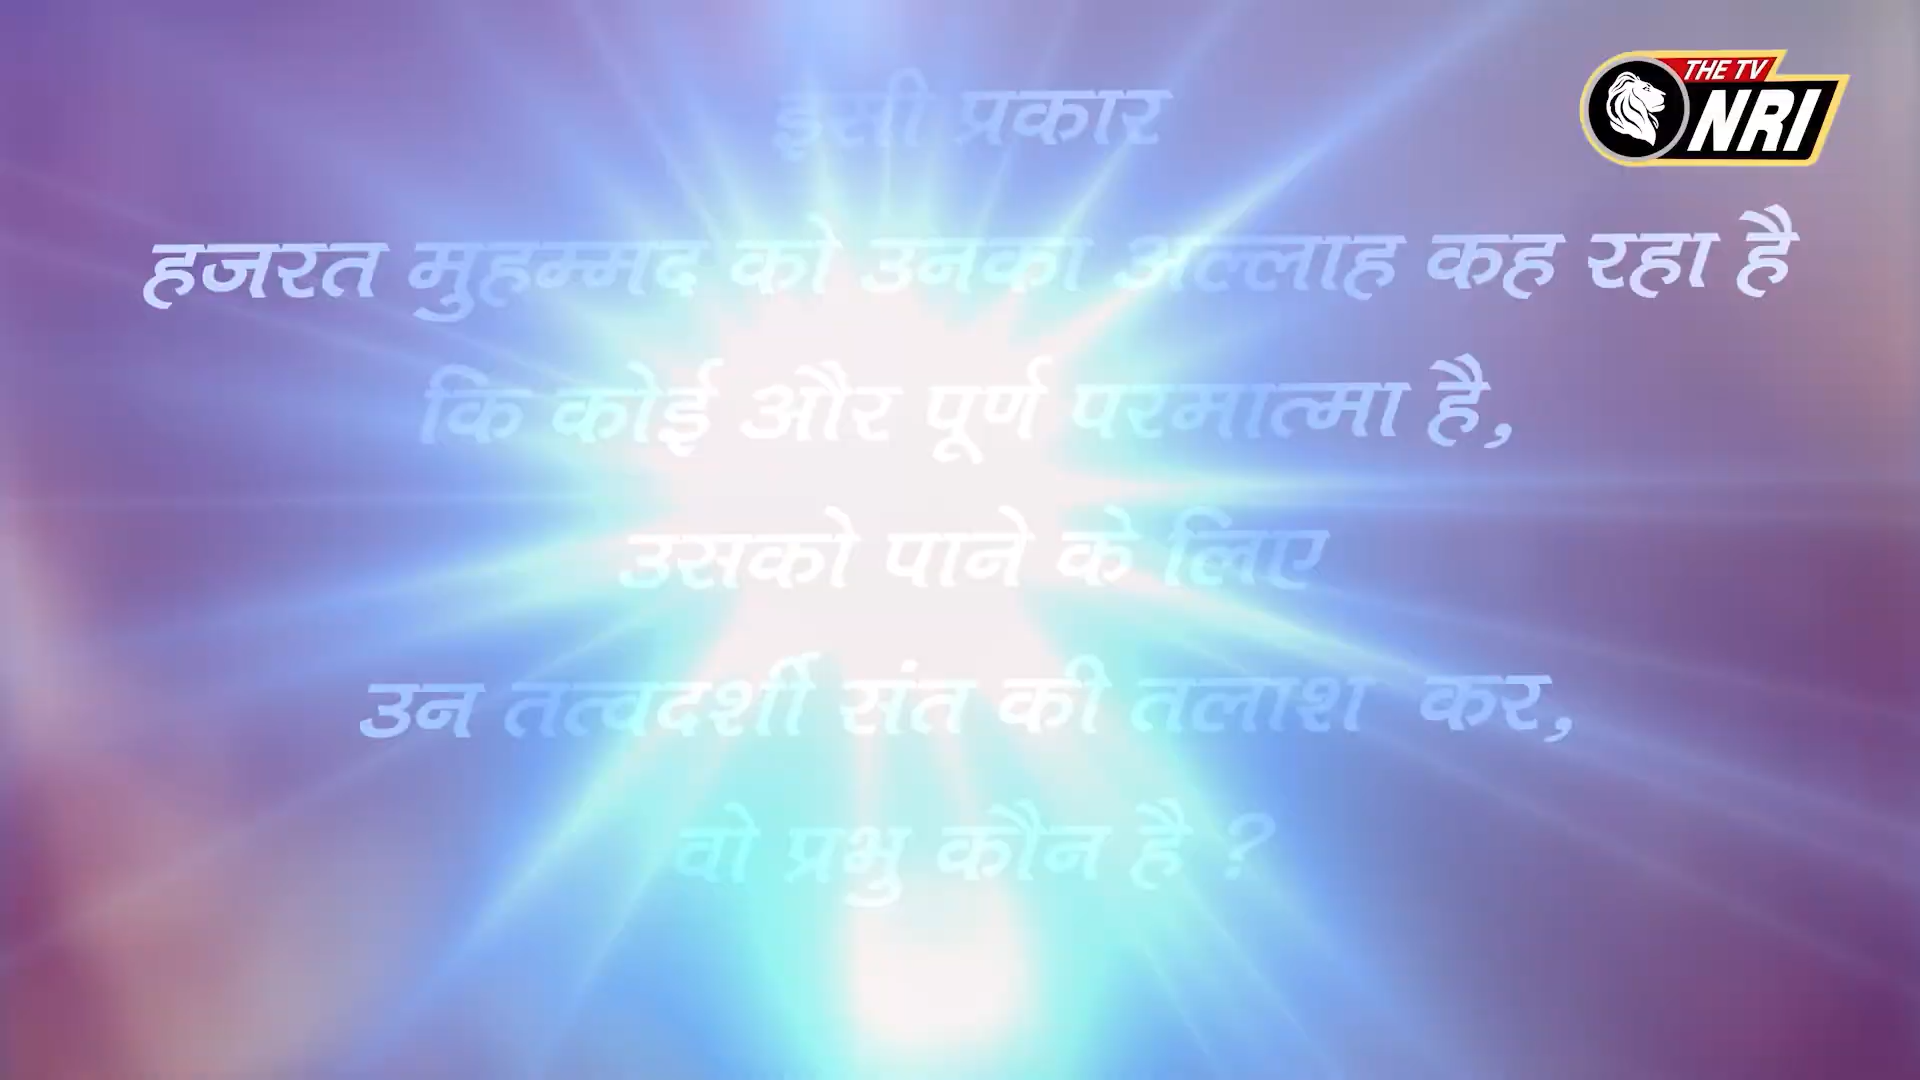 THE TV
NRI
इसी प्रकार
हजरत मुहम्मद को उनका अल्लाह कह रहा है
कि कोई और पूर्ण परमात्मा है,
उसको पाने के लिए
उन तत्वदर्शी संत की तलाश कर,
वो प्रभु कौन है ?